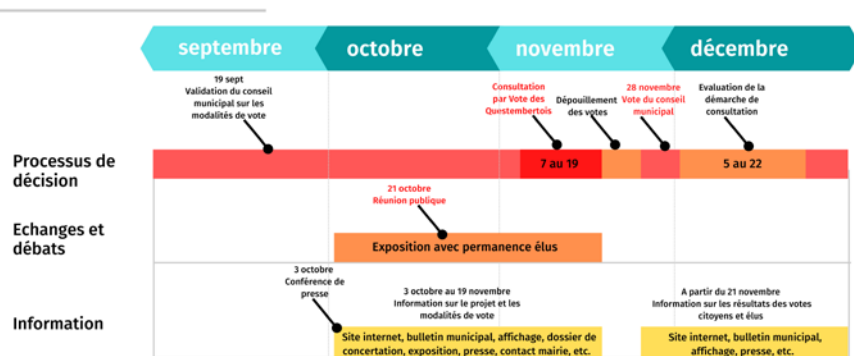 septembre
octobre
novembre
décembre
19 sept
Validation du conseil
municipal sur les
modalités de vote
Consultation
par Vote des
Questembertois
Dépouillement
des votes
28 novembre
Vote du conseil
municipal
Evaluation de la
démarche de
consultation
Processus de
décision
7 au 19
5 au 22
21 octobre
Réunion publique
Echanges et
débats
Exposition avec permanence élus
3 octobre
Conférence de
presse
3 octobre au 19 novembre
Information sur le projet et les
modalités de vote
A partir du 21 novembre
Information sur les résultats des votes
citoyens et élus
Information
Site internet, bulletin municipal, affichage, dossier de
concertation, exposition, presse, contact mairie, etc.
Site internet, bulletin municipal,
affichage, presse, etc.